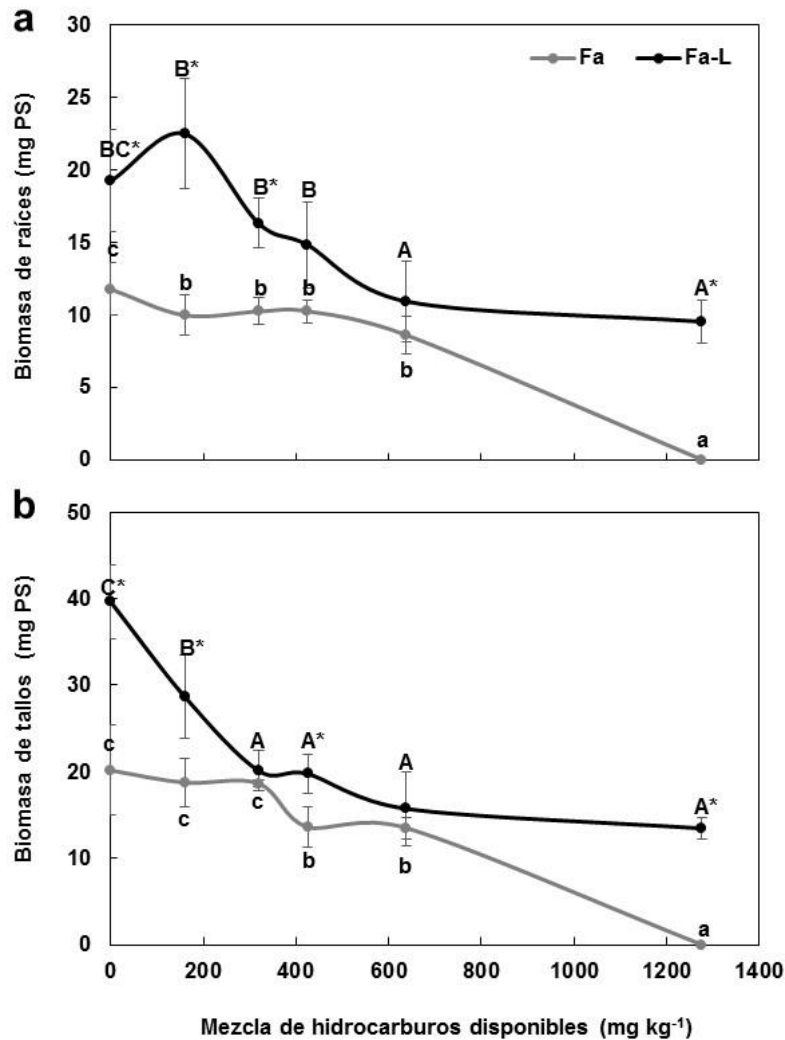 a
30
Fa Fa-L
B*
25
BC*
20
B*
B
c
15
A
A*
b b b
10
b
5
a
0
Biomasa de raíces (mg PS)
b
50
C*
40
B*
30
A A*
A
c
20
A*
c
c
b b
10
a
0
Biomasa de tallos (mg PS)
0 200 400 600 800 1000 1200 1400
Mezcla de hidrocarburos disponibles (mg kg⁻¹)